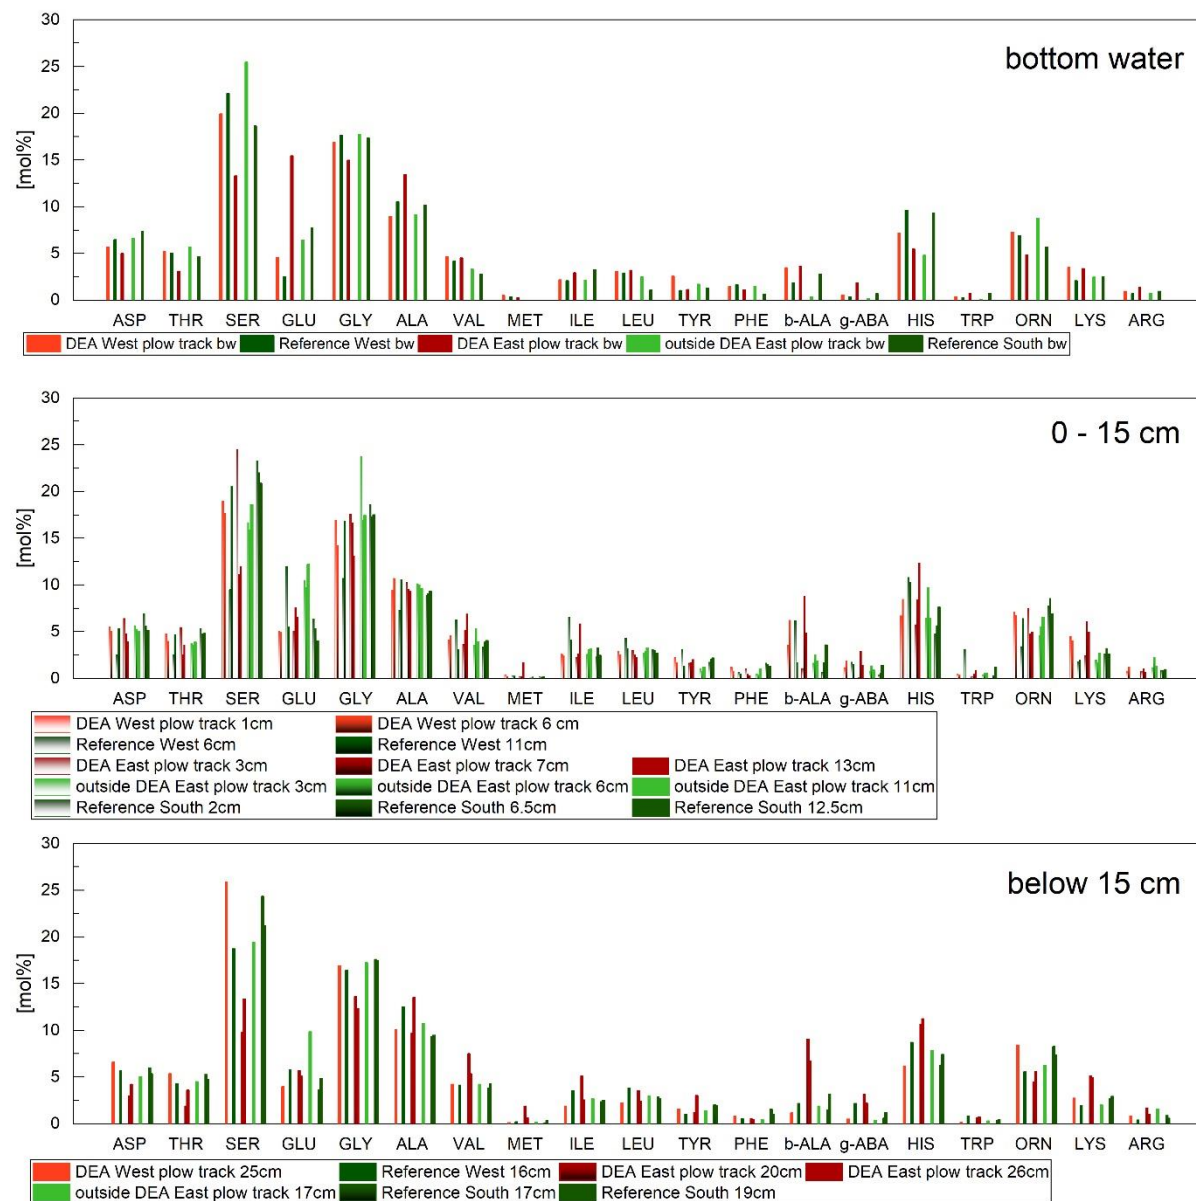 30
bottom water
25
20
15
[mol%]
10
5
0
ASP THR SER GLU GLY ALA VAL MET ILE LEU TYR PHE b-ALA g-ABA HIS TRP ORN LYS ARG
DEA West plow track bw Reference West bw DEA East plow track bw outside DEA East plow track bw Reference South bw
30
0 - 15 cm
25
20
15
[mol%]
10
5
0
ASP THR SER GLU GLY ALA VAL MET ILE LEU TYR PHE b-ALA g-ABA HIS TRP ORN LYS ARG
DEA West plow track 1cm DEA West plow track 6 cm
Reference West 6cm Reference West 11cm
DEA East plow track 3cm DEA East plow track 7cm DEA East plow track 13cm
outside DEA East plow track 3cm outside DEA East plow track 6cm outside DEA East plow track 11cm
Reference South 2cm Reference South 6.5cm Reference South 12.5cm
30
below 15 cm
25
20
15
[mol%]
10
5
0
ASP THR SER GLU GLY ALA VAL MET ILE LEU TYR PHE b-ALA g-ABA HIS TRP ORN LYS ARG
DEA West plow track 25cm Reference West 16cm DEA East plow track 20cm DEA East plow track 26cm
outside DEA East plow track 17cm Reference South 17cm Reference South 19cm